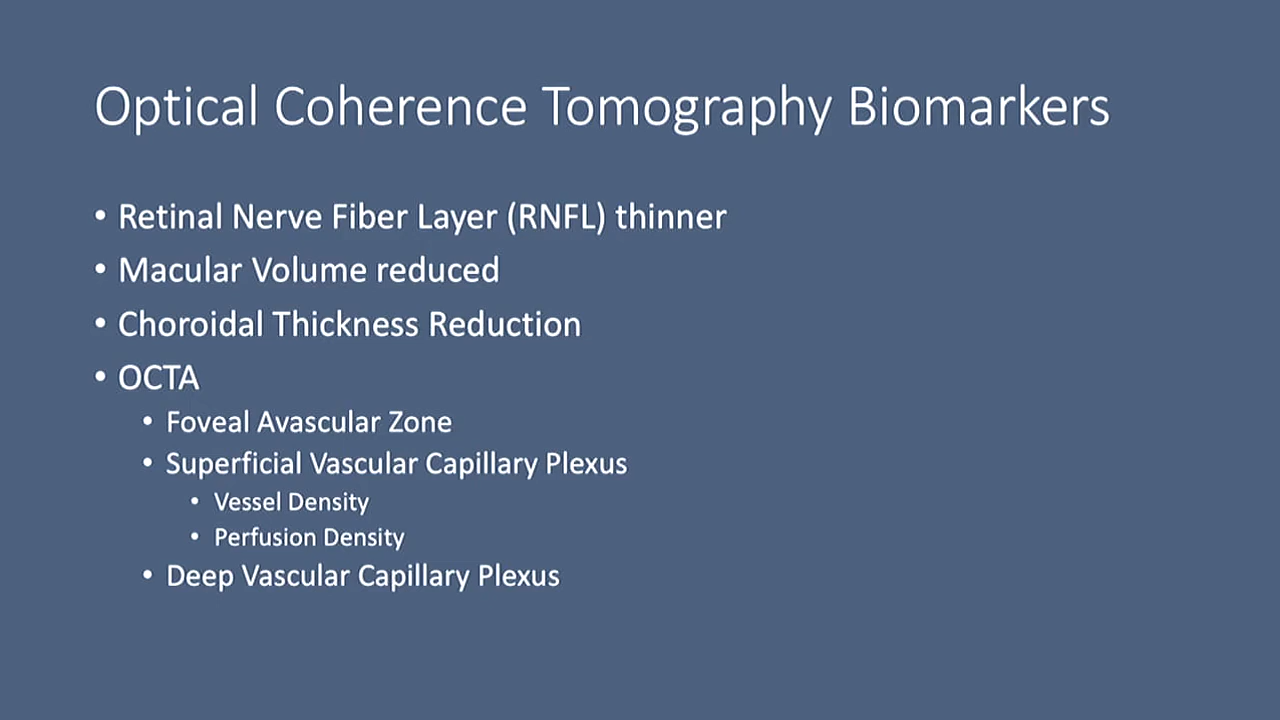 Optical Coherence Tomography Biomarkers
• Retinal Nerve Fiber Layer (RNFL) thinner
• Macular Volume reduced
• Choroidal Thickness Reduction
• OCTA
• Foveal Avascular Zone
• Superficial Vascular Capillary Plexus
• Vessel Density
• Perfusion Density
• Deep Vascular Capillary Plexus